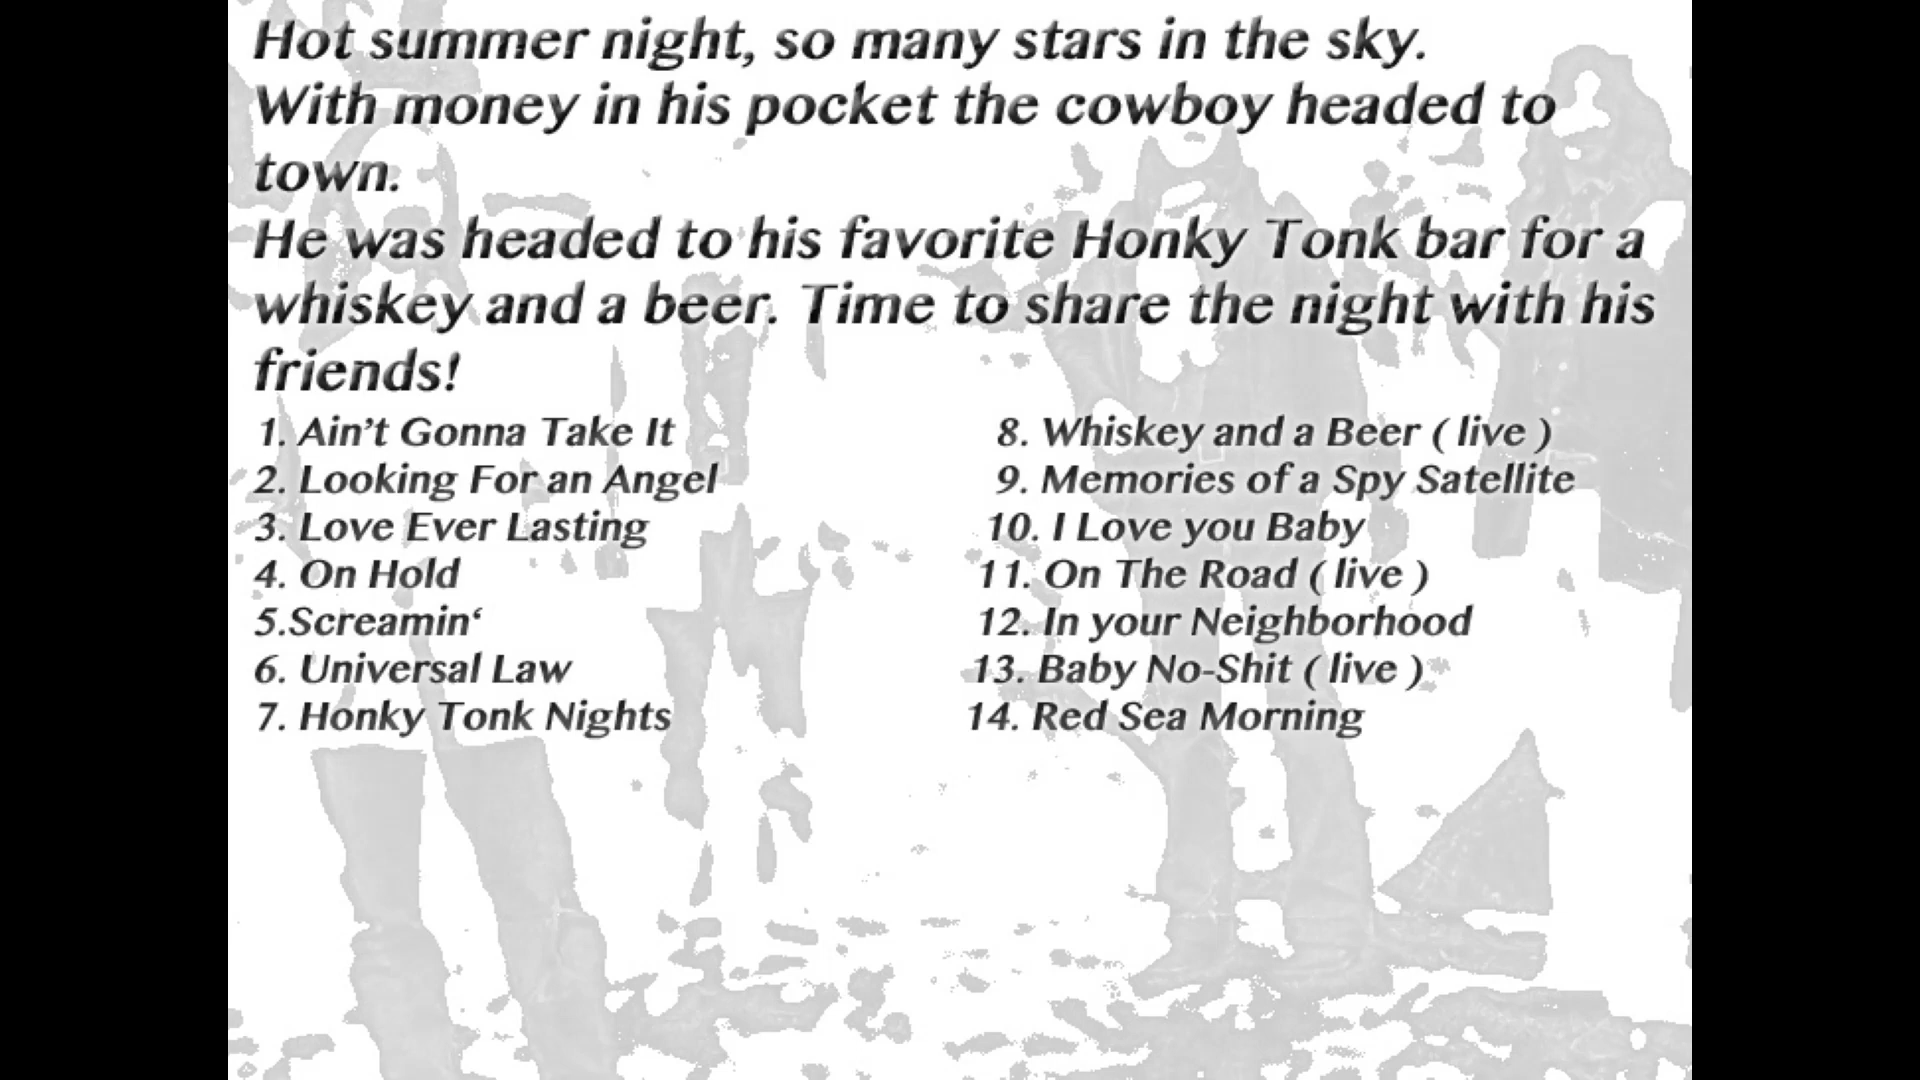 Hot summer night, so many stars in the sky.
With money in his pocket the cowboy headed to
town.
He was headed to his favorite Honky Tonk bar for a
whiskey and a beer. Time to share the night with his
friends!
1. Ain’t Gonna Take It
2. Looking For an Angel
3. Love Ever Lasting
4. On Hold
5.Screamin‘
6. Universal Law
7. Honky Tonk Nights
8. Whiskey and a Beer ( live )
9. Memories of a Spy Satellite
10. I Love you Baby
11. On The Road ( live )
12. In your Neighborhood
13. Baby No-Shit ( live )
14. Red Sea Morning